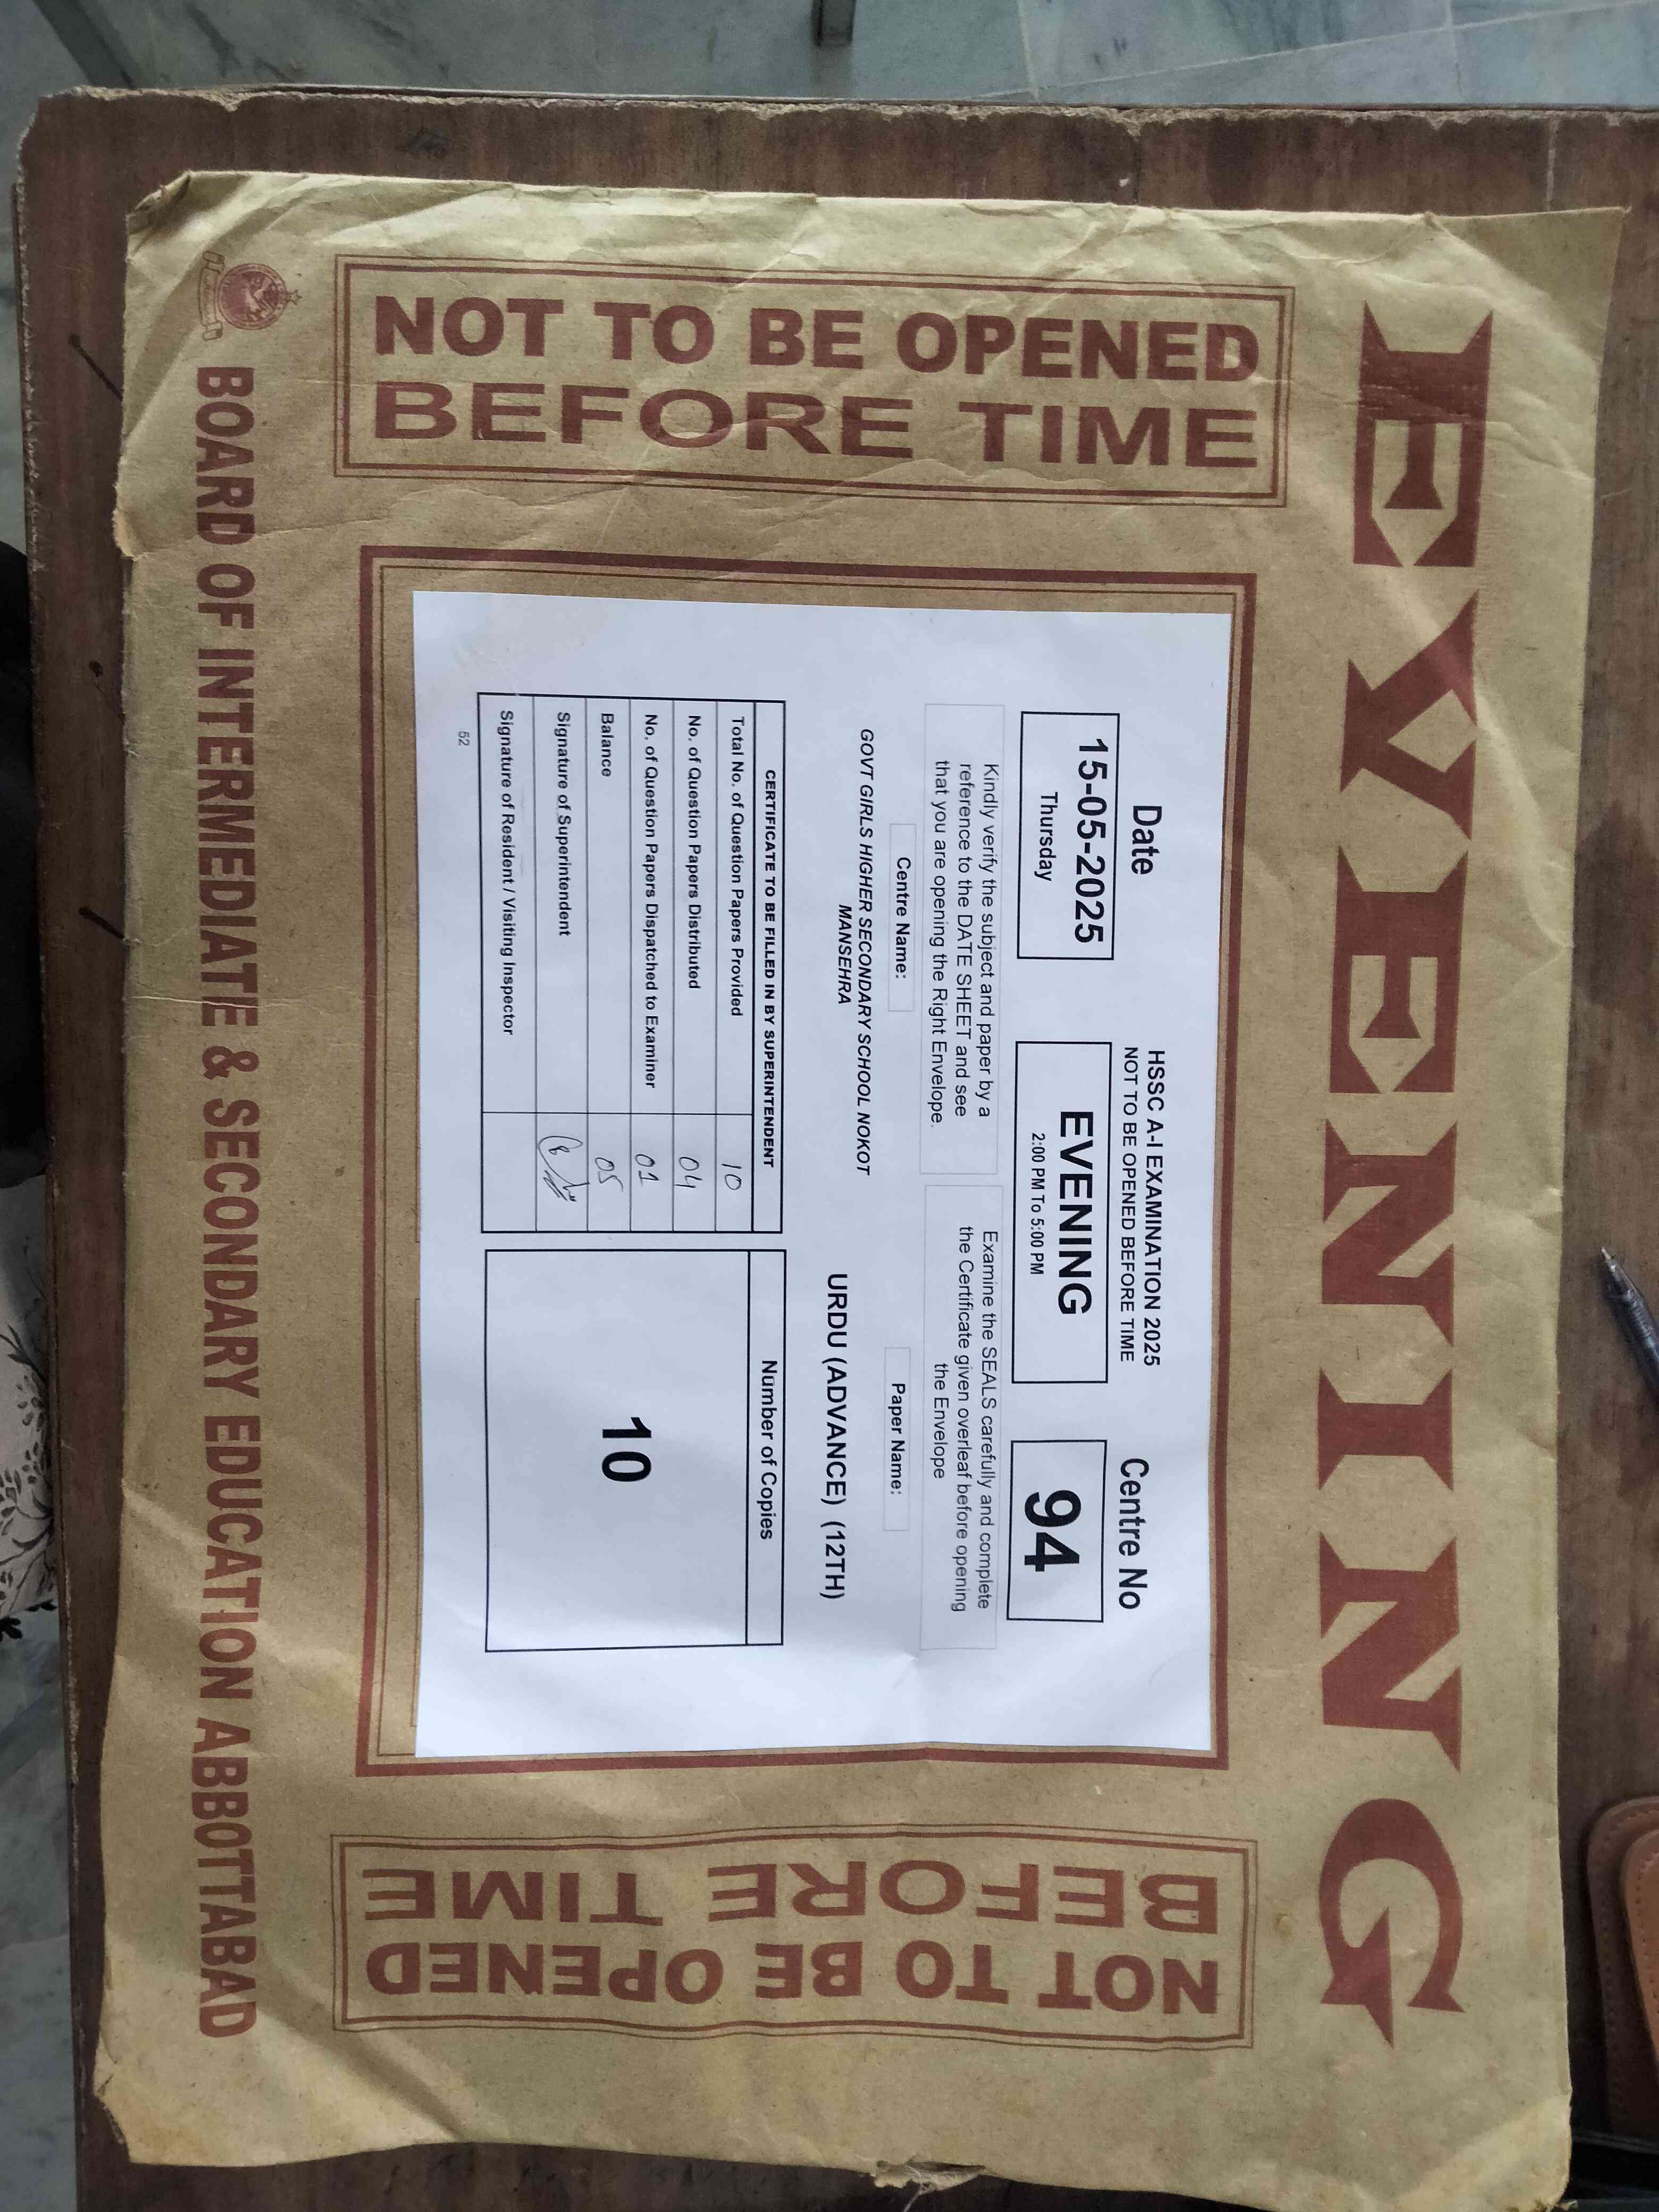 EVENING
NOT TO BE OPENED
BEFORE TIME
HSSC A-I EXAMINATION 2025
NOT TO BE OPENED BEFORE TIME
Date
15-05-2025
Thursday
EVENING
2:00 PM To 5:00 PM
Centre No
94
Kindly verify the subject and paper by a
reference to the DATE SHEET and see
that you are opening the Right Envelope.
Examine the SEALS carefully and complete
the Certificate given overleaf before opening
the Envelope
Centre Name:
GOVT GIRLS HIGHER SECONDARY SCHOOL NOKOT
MANSEHRA
Paper Name:
URDU (ADVANCE) (12TH)
CERTIFICATE TO BE FILLED IN BY SUPERINTENDENT
Total No. of Question Papers Provided 10
No. of Question Papers Distributed 04
No. of Question Papers Dispatched to Examiner 01
Balance 05
Signature of Superintendent
Signature of Resident / Visiting Inspector
Number of Copies
10
52
NOT TO BE OPENED
BEFORE TIME
BOARD OF INTERMEDIATE & SECONDARY EDUCATION ABBOTTABAD